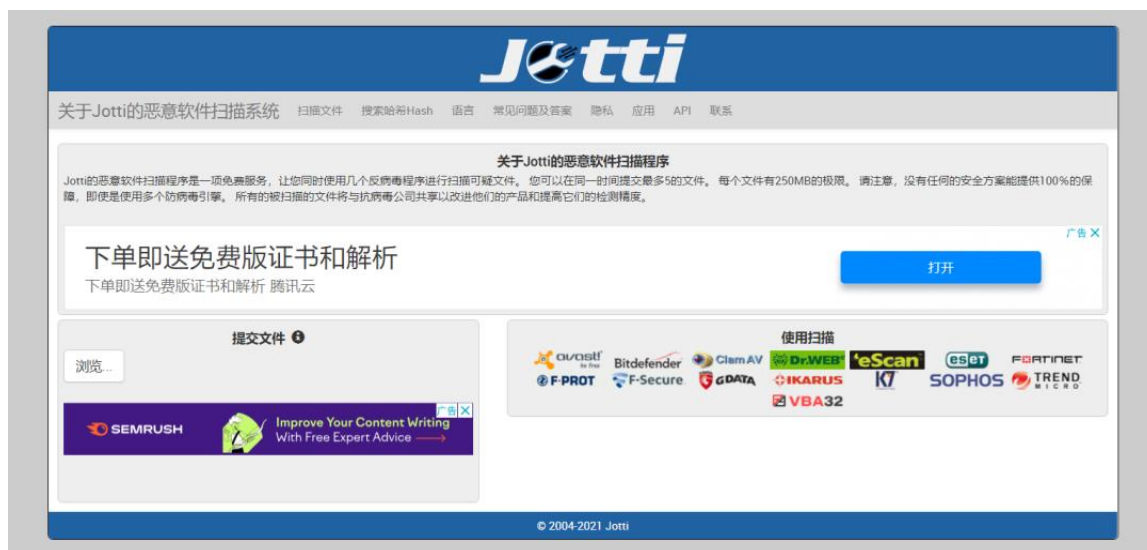 Jotti
关于Jotti的恶意软件扫描系统 扫描文件 搜索哈希Hash 语言 常见问题及答案 隐私 应用 API 联系
关于Jotti的恶意软件扫描程序
Jotti的恶意软件扫描程序是一项免费服务，让您同时使用几个反病毒程序进行扫描可疑文件。 您可以在同一时间提交最多5的文件。 每个文件有250MB的极限。 请注意，没有任何的安全方案能提供100%的保
障，即使是使用多个防病毒引擎。 所有的被扫描的文件将与抗病毒公司共享以改进他们的产品和提高它们的检测精度。
广告
下单即送免费版证书和解析
下单即送免费版证书和解析 腾讯云
打开
提交文件
浏览...
广告
SEMRUSH
Improve Your Content Writing
With Free Expert Advice
使用扫描
avast! be free Bitdefender ClamAV Dr.WEB eScan eseT FORTINET
F-PROT F-Secure G DATA IKARUS K7 SOPHOS TREND MICRO
VBA32
© 2004-2021 Jotti